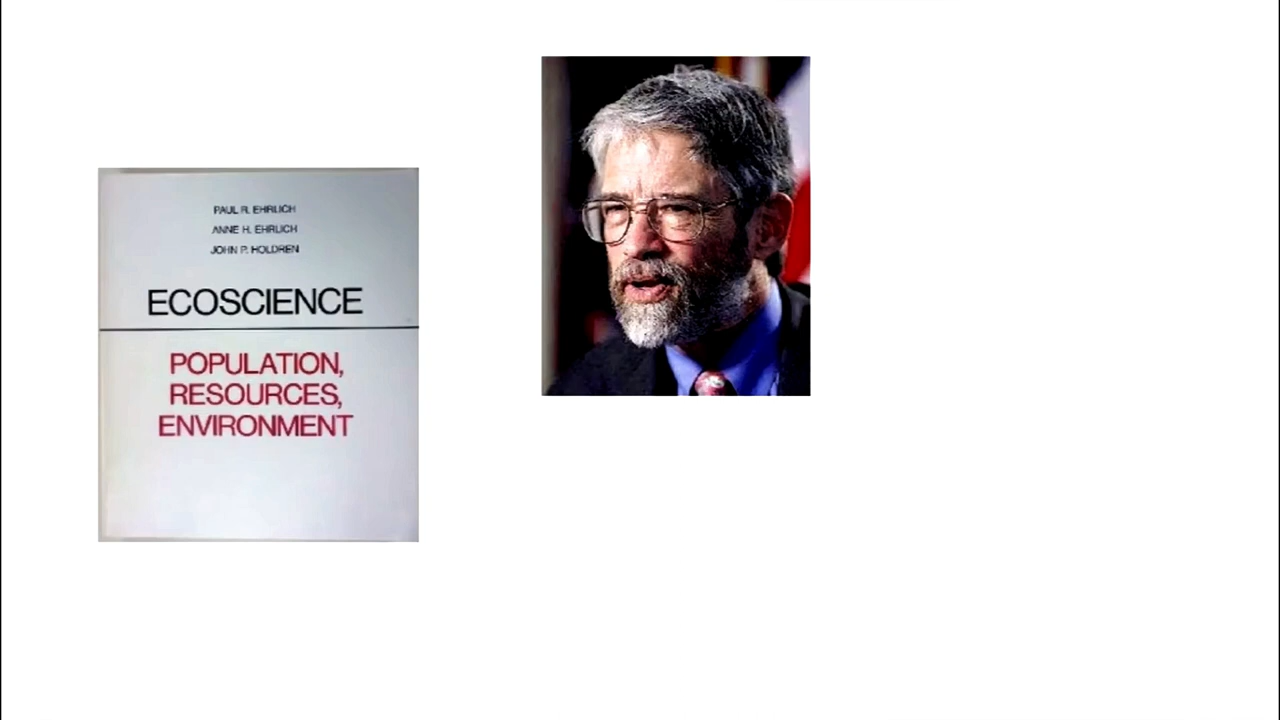 PAUL R. EHRLICH
ANNE H. EHRLICH
JOHN P. HOLDREN
ECOSCIENCE
POPULATION,
RESOURCES,
ENVIRONMENT